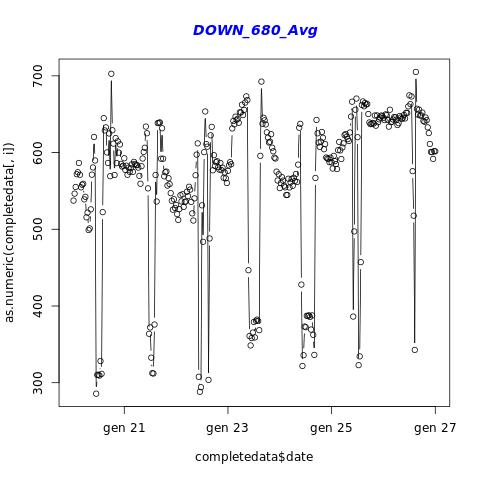 DOWN_680_Avg
as.numeric(completedata[, i])
700
600
500
400
300
gen 21
gen 23
gen 25
gen 27
completedata$date